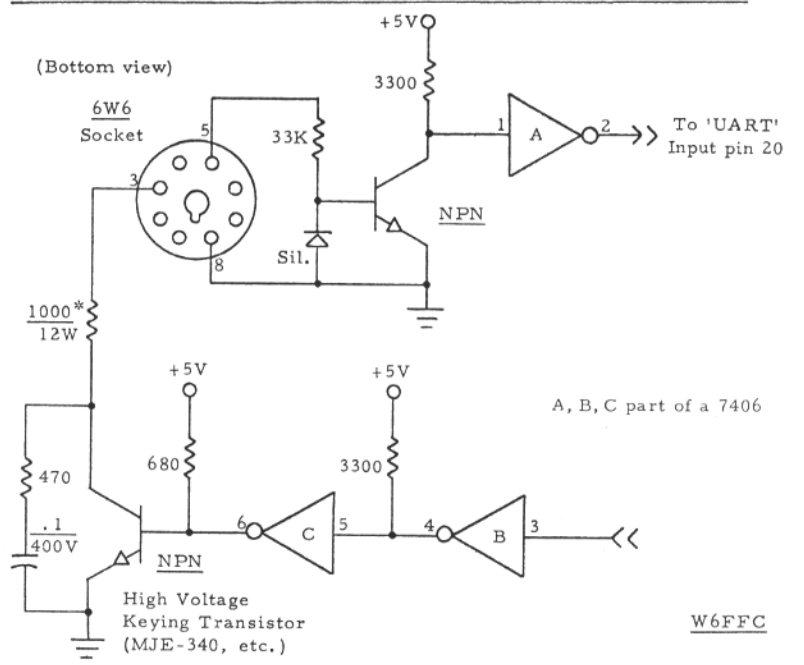 +5V
(Bottom view)
6W6
Socket
5
3300
33K
1
A
2
To 'UART'
Input pin 20
3
NPN
8
Sil.
1000*
12W
+5V
+5V
A, B, C part of a 7406
680
3300
470
6
C
5
4
B
3
.1
400V
NPN
High Voltage
Keying Transistor
(MJE-340, etc.)
W6FFC